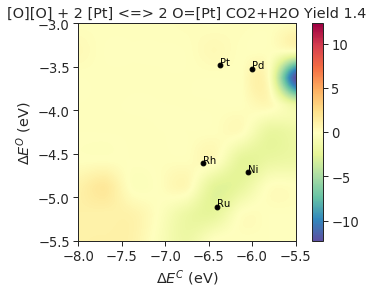 [O][O] + 2 [Pt] <=> 2 O=[Pt] CO2+H2O Yield 1.4
−3.0
−3.5
−4.0
−4.5
−5.0
−5.5
ΔE^O (eV)
Pt
Pd
Rh
Ni
Ru
−8.0 −7.5 −7.0 −6.5 −6.0 −5.5
ΔE^C (eV)
10
5
0
−5
−10